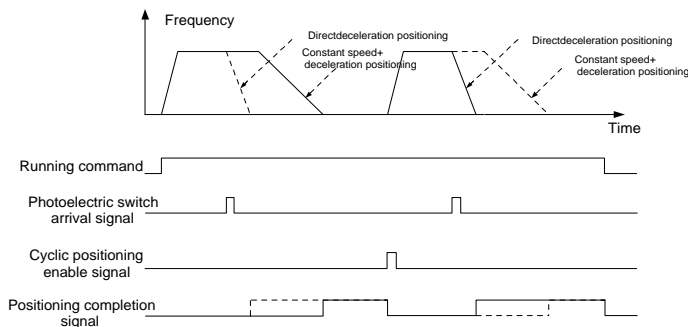 Frequency
Directdeceleration positioning
Constant speed+
deceleration positioning
Directdeceleration positioning
Constant speed+
deceleration positioning
Time
Running command
Photoelectric switch
arrival signal
Cyclic positioning
enable signal
Positioning completion
signal